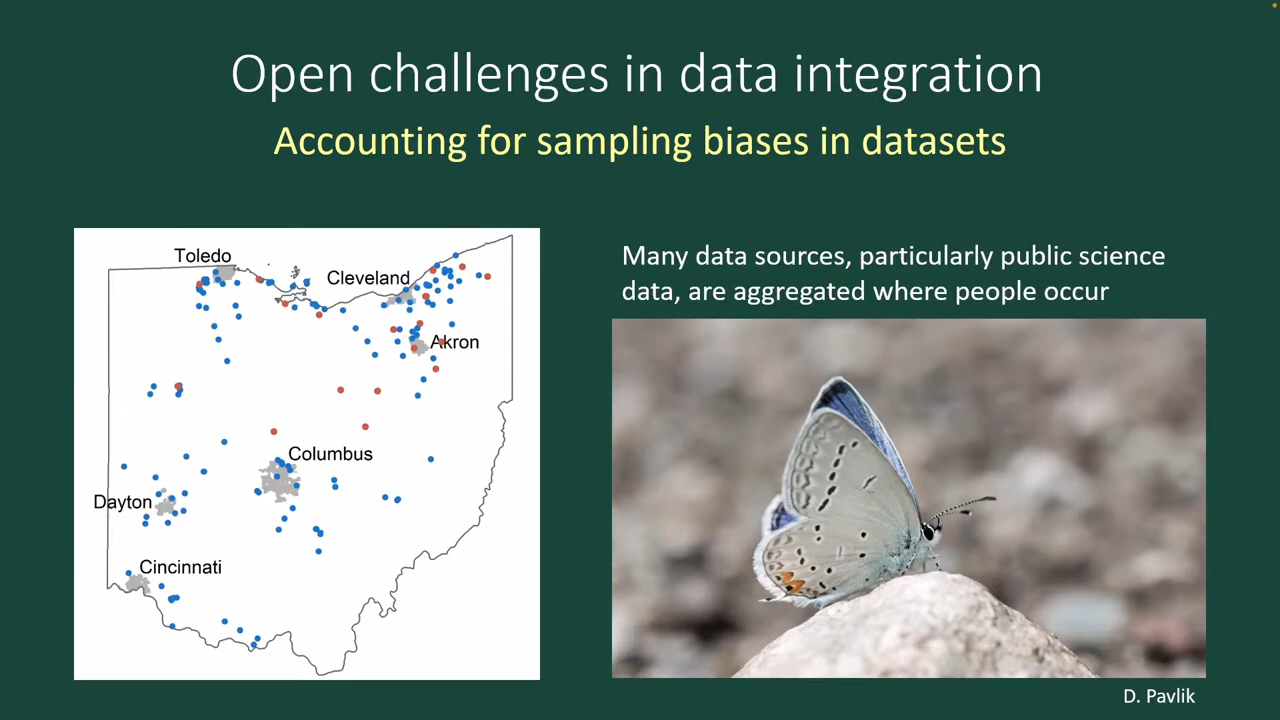 Open challenges in data integration
Accounting for sampling biases in datasets
Toledo
Cleveland
Akron
Columbus
Dayton
Cincinnati
Many data sources, particularly public science
data, are aggregated where people occur
D. Pavlik